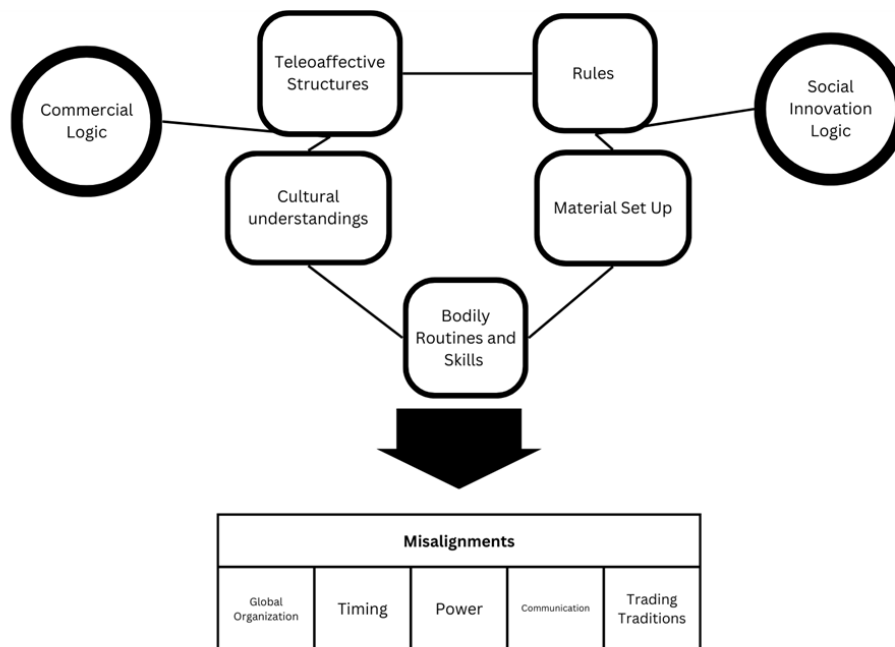 Teleoaffective
Structures
Rules
Commercial
Logic
Social
Innovation
Logic
Cultural
understandings
Material Set Up
Bodily
Routines and
Skills
Misalignments
Global
Organization
Timing
Power
Communication
Trading
Traditions